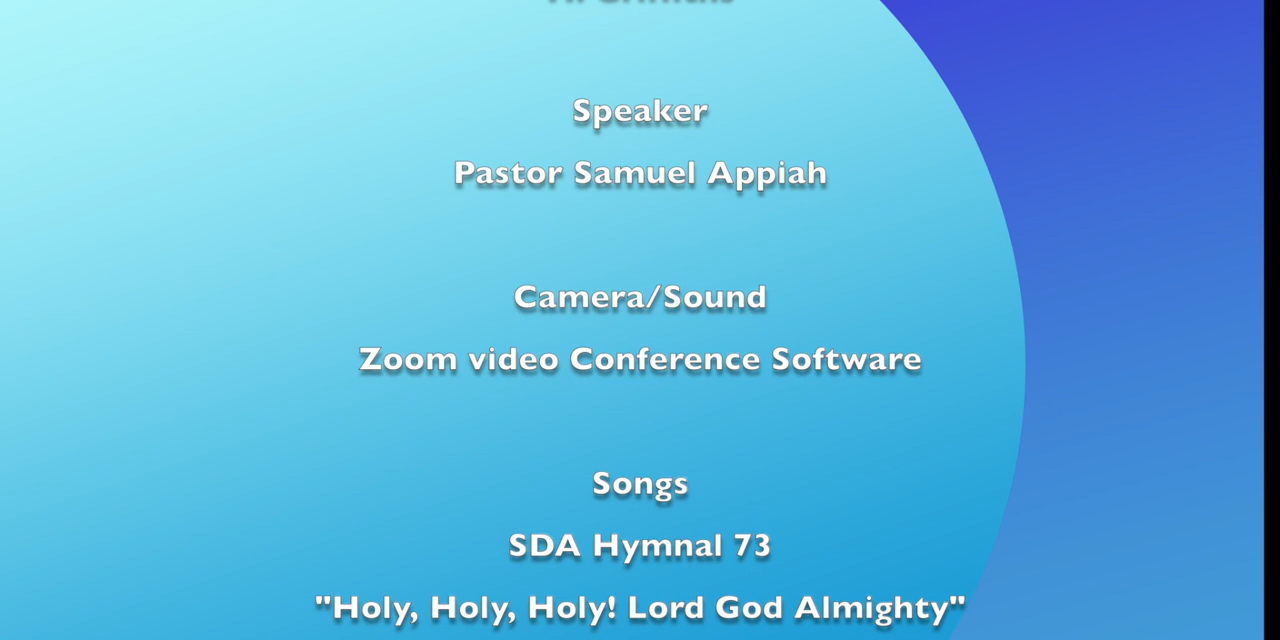 Speaker
Pastor Samuel Appiah
Camera/Sound
Zoom video Conference Software
Songs
SDA Hymnal 73
"Holy, Holy, Holy! Lord God Almighty"